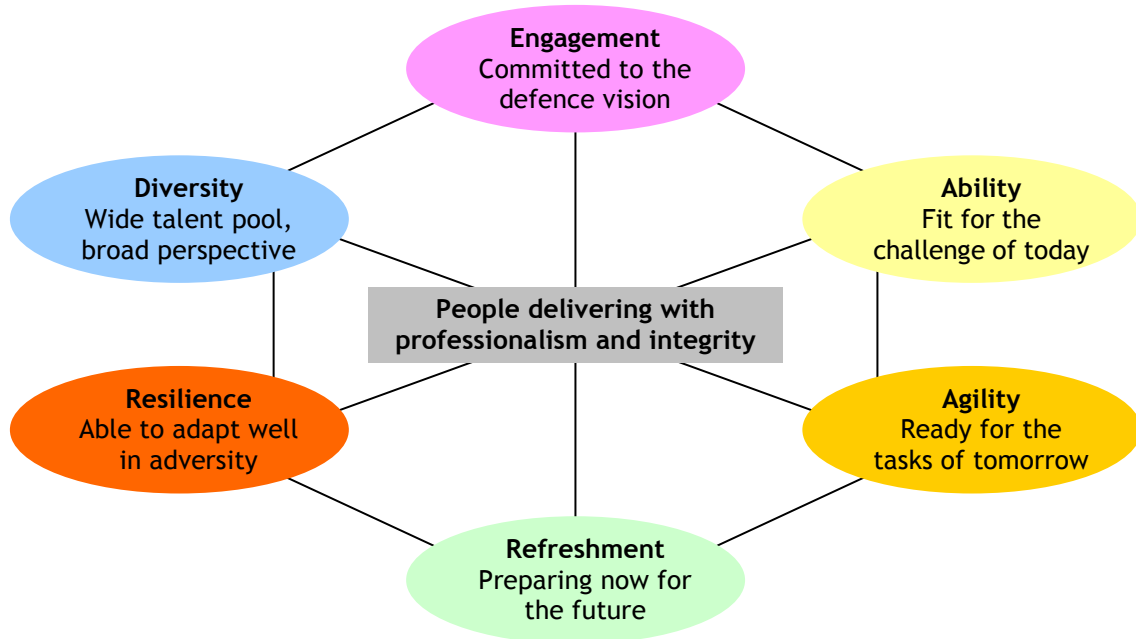 Engagement
Committed to the
defence vision
Diversity
Wide talent pool,
broad perspective
Ability
Fit for the
challenge of today
People delivering with
professionalism and integrity
Resilience
Able to adapt well
in adversity
Agility
Ready for the
tasks of tomorrow
Refreshment
Preparing now for
the future